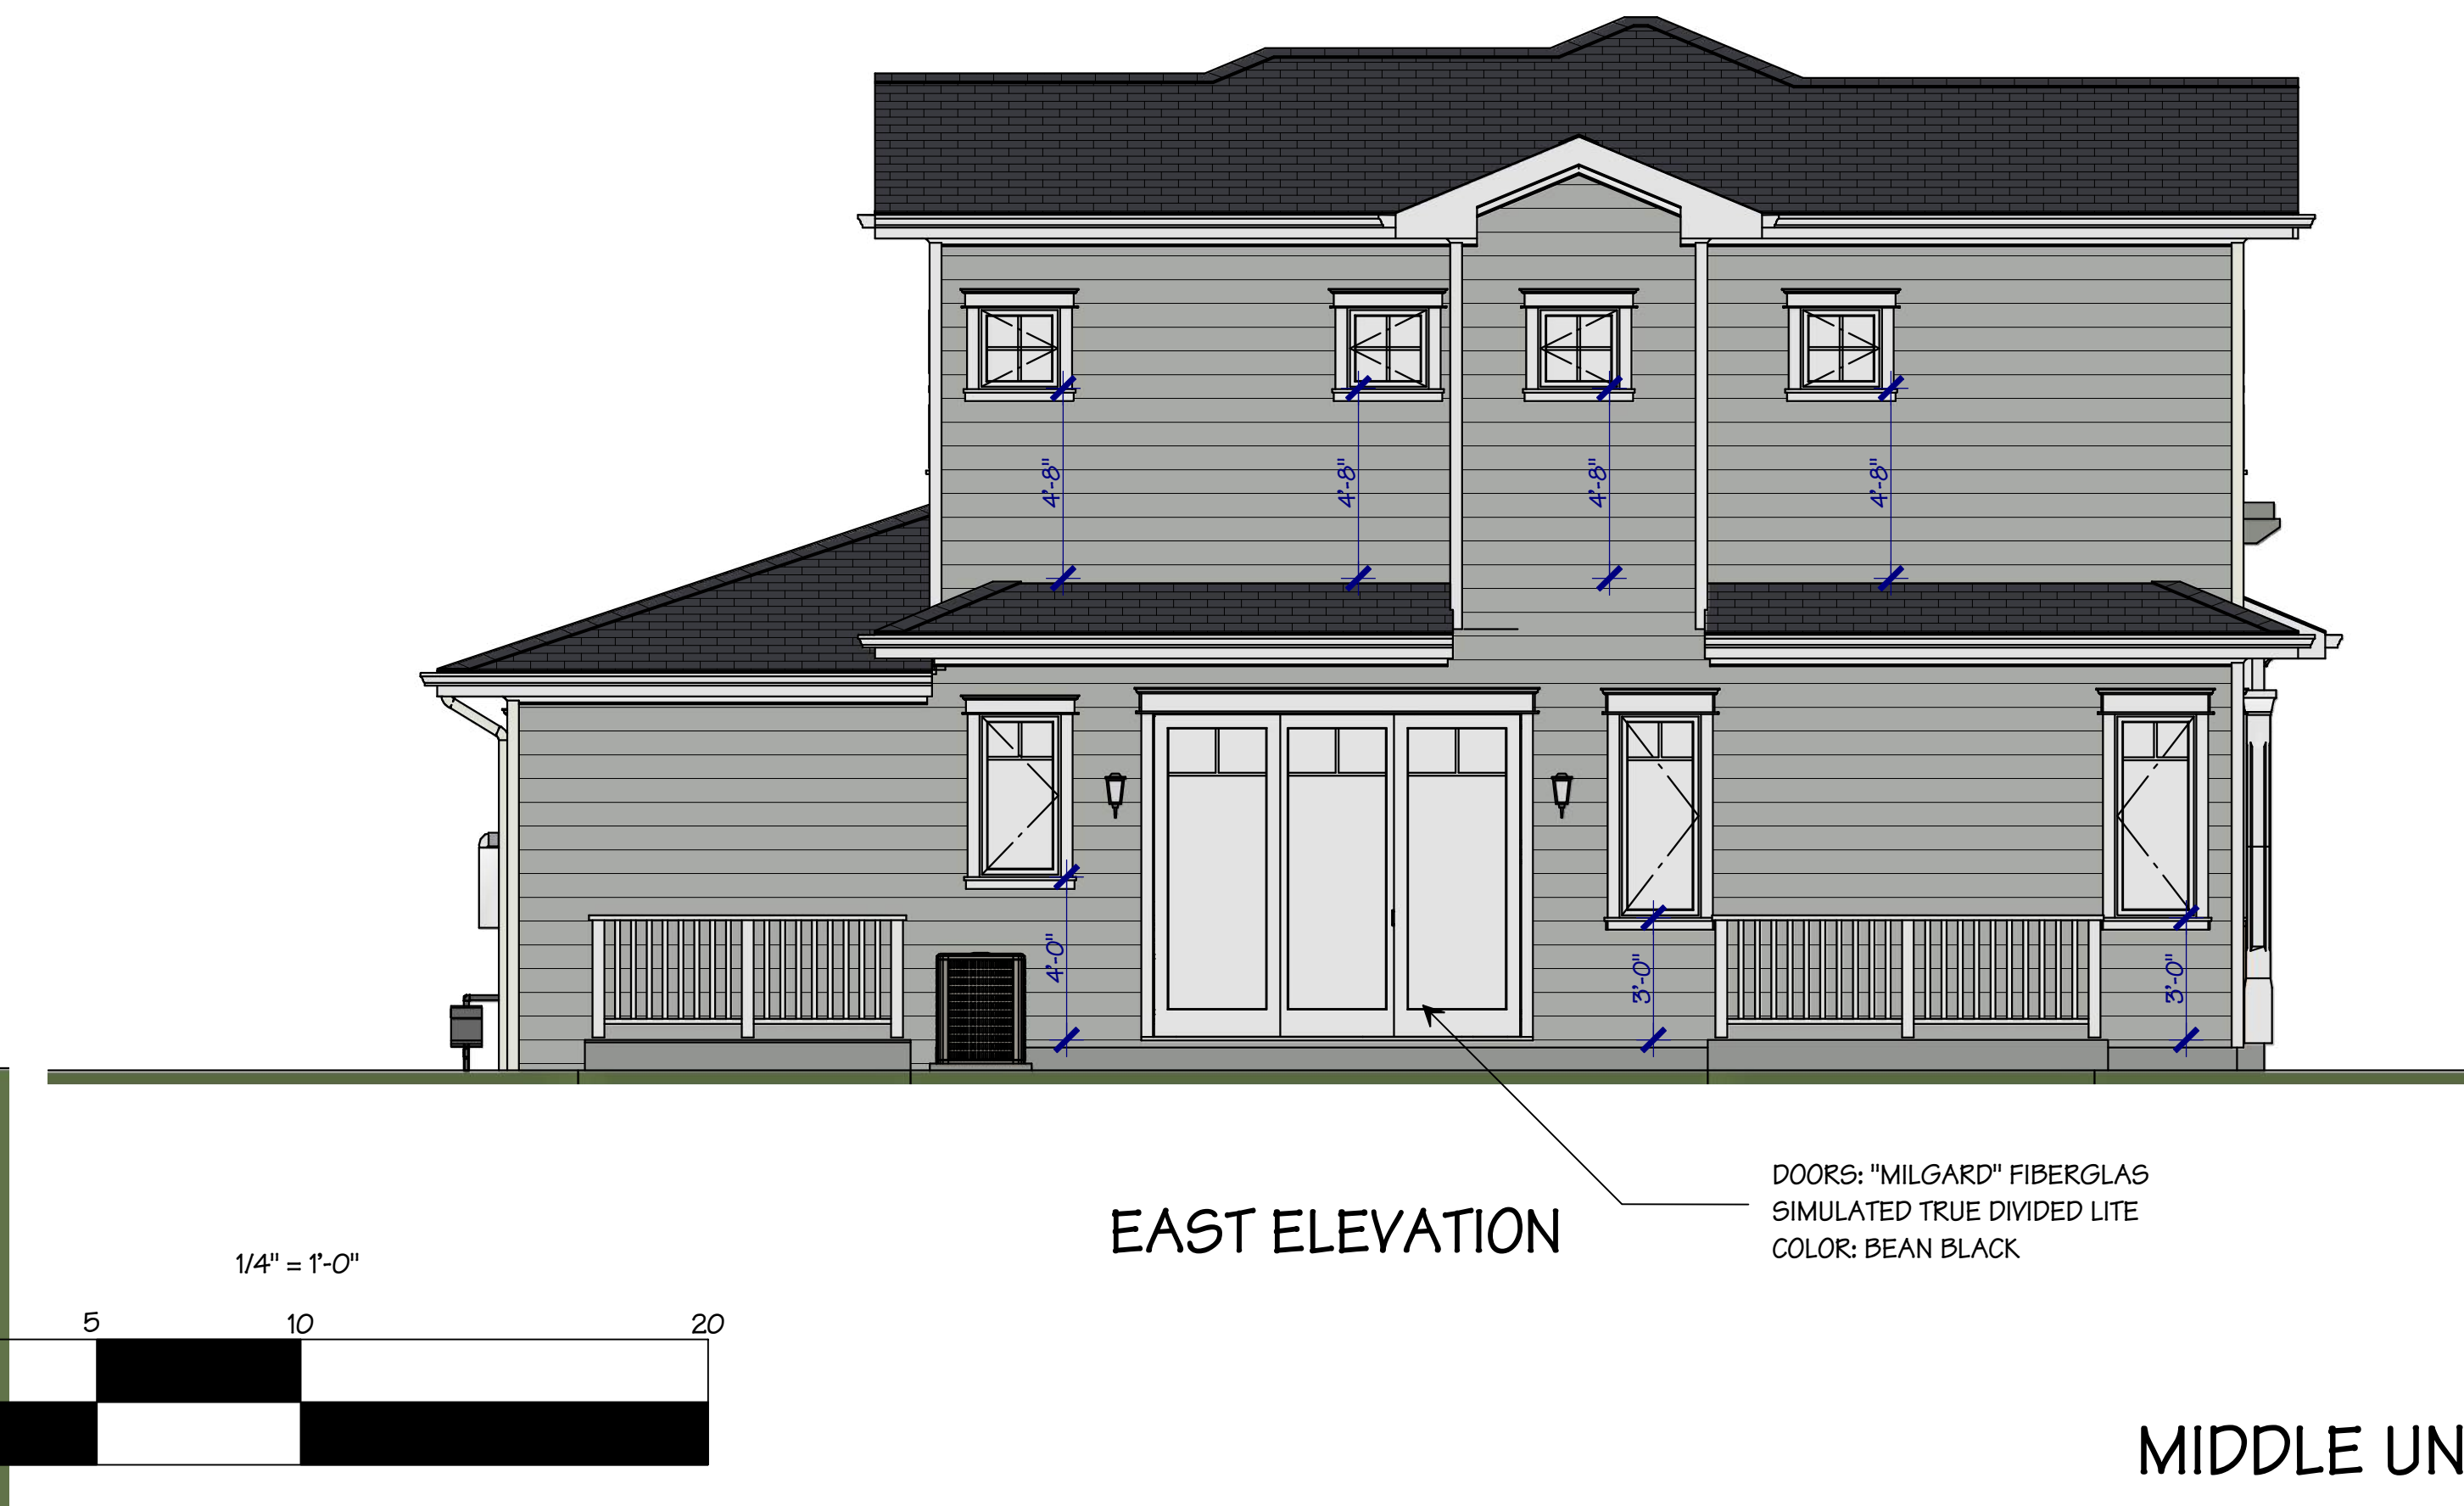 4'-8"
4'-8"
4'-8"
4'-8"
4'-0"
3'-0"
3'-0"
DOORS: "MILGARD" FIBERGLAS
SIMULATED TRUE DIVIDED LITE
COLOR: BEAN BLACK
EAST ELEVATION
1/4" = 1'-0"
5 10 20
MIDDLE UN